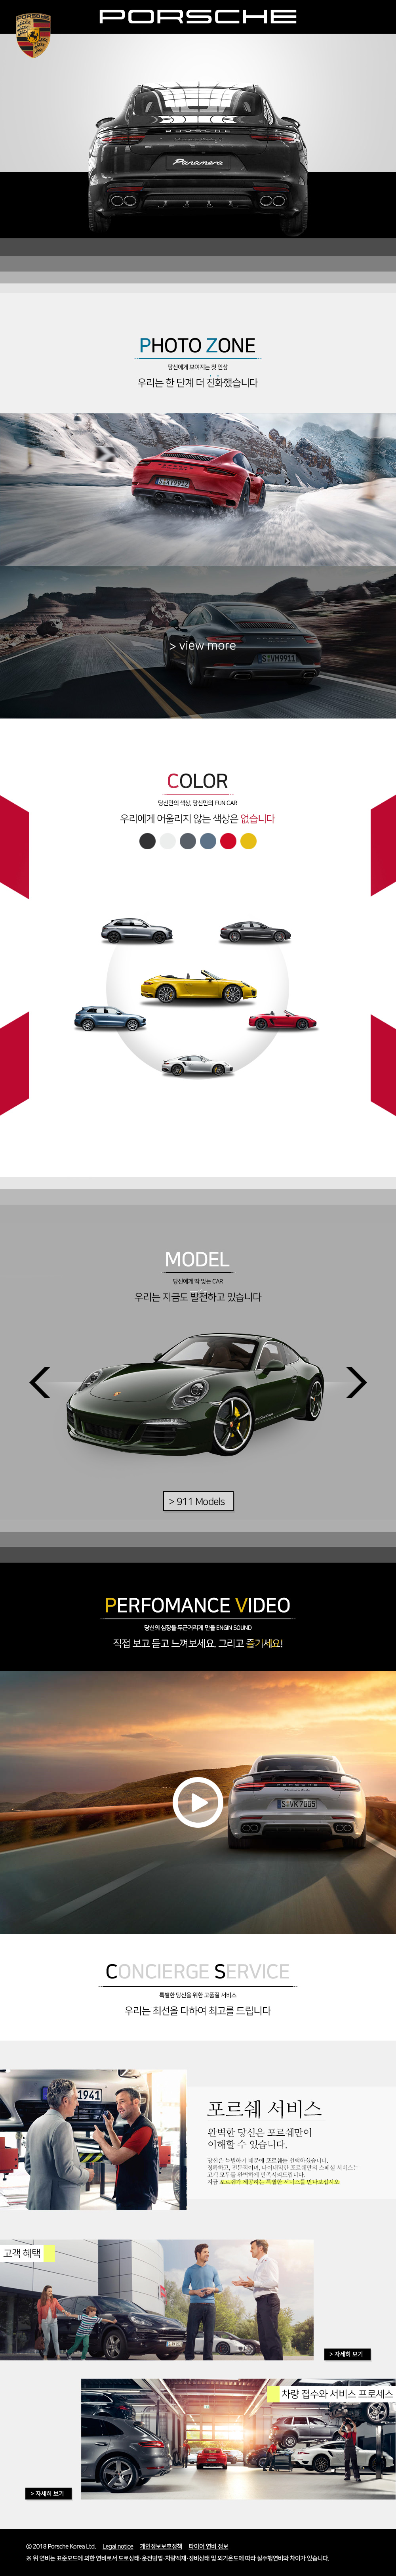 PORSCHE
PORSCHE
PORSCHE
Panamera
PHOTO ZONE
당신에게 보여지는 첫 인상
우리는 한 단계 더 진화했습니다
> view more
COLOR
당신만의 색상, 당신만의 FUN CAR
우리에게 어울리지 않는 색상은 없습니다
MODEL
당신에게 딱 맞는 CAR
우리는 지금도 발전하고 있습니다
> 911 Models
PERFOMANCE VIDEO
당신의 심장을 두근거리게 만들 ENGIN SOUND
직접 보고 듣고 느껴보세요. 그리고 즐기세요!
S VK 7005
CONCIERGE SERVICE
특별한 당신을 위한 고품질 서비스
우리는 최선을 다하여 최고를 드립니다
1941
포르쉐 서비스
완벽한 당신은 포르쉐만이
이해할 수 있습니다.
당신은 특별하기 때문에 포르쉐를 선택하셨습니다.
정확하고, 전문적이며, 다이내믹한 포르쉐만의 스페셜 서비스는
고객 모두를 완벽하게 만족시켜드립니다.
지금 포르쉐가 제공하는 특별한 서비스를 만나보십시오.
고객 혜택
> 자세히 보기
차량 접수와 서비스 프로세스
> 자세히 보기
© 2018 Porsche Korea Ltd. Legal notice 개인정보보호정책 타이어 연비 정보
※ 위 연비는 표준모드에 의한 연비로서 도로상태·운전방법·차량적재·정비상태 및 외기온도에 따라 실주행연비와 차이가 있습니다.